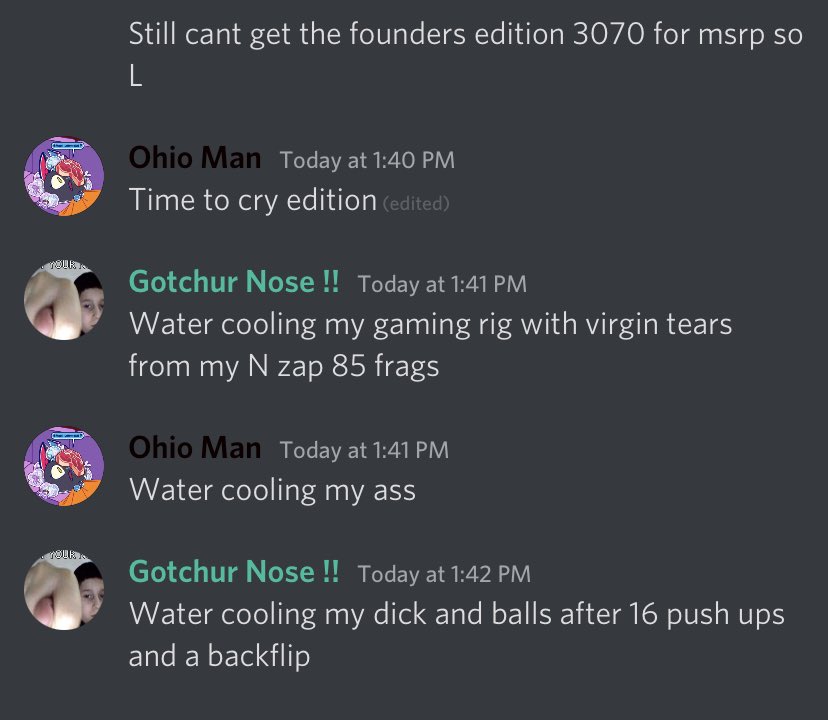 Still cant get the founders edition 3070 for msrp so
L
Ohio Man Today at 1:40 PM
Time to cry edition (edited)
Gotchur Nose !! Today at 1:41 PM
Water cooling my gaming rig with virgin tears
from my N zap 85 frags
Ohio Man Today at 1:41 PM
Water cooling my ass
Gotchur Nose !! Today at 1:42 PM
Water cooling my dick and balls after 16 push ups
and a backflip